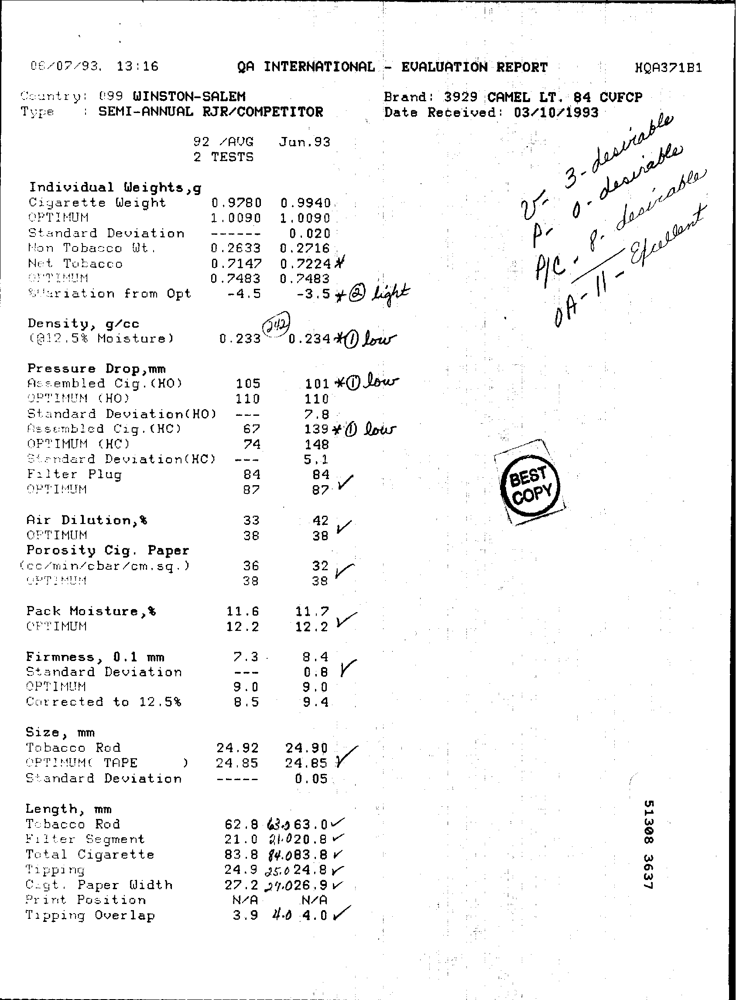 06/07/93. 13:16 QA INTERNATIONAL - EVALUATION REPORT HQA371B1
Country: 099 WINSTON-SALEM Brand: 3929 CAMEL LT. 84 CVFCP
Type : SEMI-ANNUAL RJR/COMPETITOR Date Received: 03/10/1993
92 /AVG Jun.93
2 TESTS
V- 3-desirable
P- 0-desirable
P/C - 8- desirable
OA-11-Excellent
Individual Weights,g
Cigarette Weight 0.9780 0.9940
OPTIMUM 1.0090 1.0090
Standard Deviation ------ 0.020
Non Tobacco Wt. 0.2633 0.2716
Net Tobacco 0.7147 0.7224 *
OPTIMUM 0.7483 0.7483
%Variation from Opt -4.5 -3.5 * ② light
Density, g/cc
(@12.5% Moisture) 0.233 242 0.234 * ① low
Pressure Drop,mm
Assembled Cig.(HO) 105 101 * ① low
OPTIMUM (HO) 110 110
Standard Deviation(HO) --- 7.8
Assembled Cig.(HC) 67 139 * ① low
OPTIMUM (HC) 74 148
Standard Deviation(HC) --- 5.1
Filter Plug 84 84 ✓
OPTIMUM 87 87
BEST
COPY
Air Dilution,% 33 42 ✓
OPTIMUM 38 38
Porosity Cig. Paper
(cc/min/cbar/cm.sq.) 36 32 ✓
OPTIMUM 38 38
Pack Moisture,% 11.6 11.7 ✓
OPTIMUM 12.2 12.2
Firmness, 0.1 mm 7.3 8.4
Standard Deviation --- 0.8 ✓
OPTIMUM 9.0 9.0
Corrected to 12.5% 8.5 9.4
Size, mm
Tobacco Rod 24.92 24.90 ✓
OPTIMUM( TAPE ) 24.85 24.85
Standard Deviation ----- 0.05
Length, mm
Tobacco Rod 62.8 63.0 63.0 ✓
Filter Segment 21.0 21.0 20.8 ✓
Total Cigarette 83.8 84.0 83.8 ✓
Tipping 24.9 25.0 24.8 ✓
Cigt. Paper Width 27.2 27.0 26.9 ✓
Print Position N/A N/A
Tipping Overlap 3.9 4.0 4.0 ✓
51308 3637